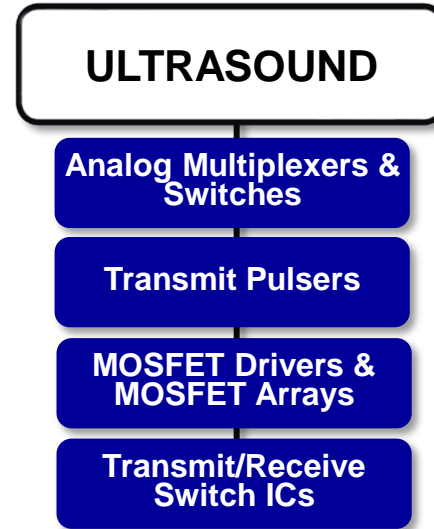 ULTRASOUND
Analog Multiplexers &
Switches
Transmit Pulsers
MOSFET Drivers &
MOSFET Arrays
Transmit/Receive
Switch ICs